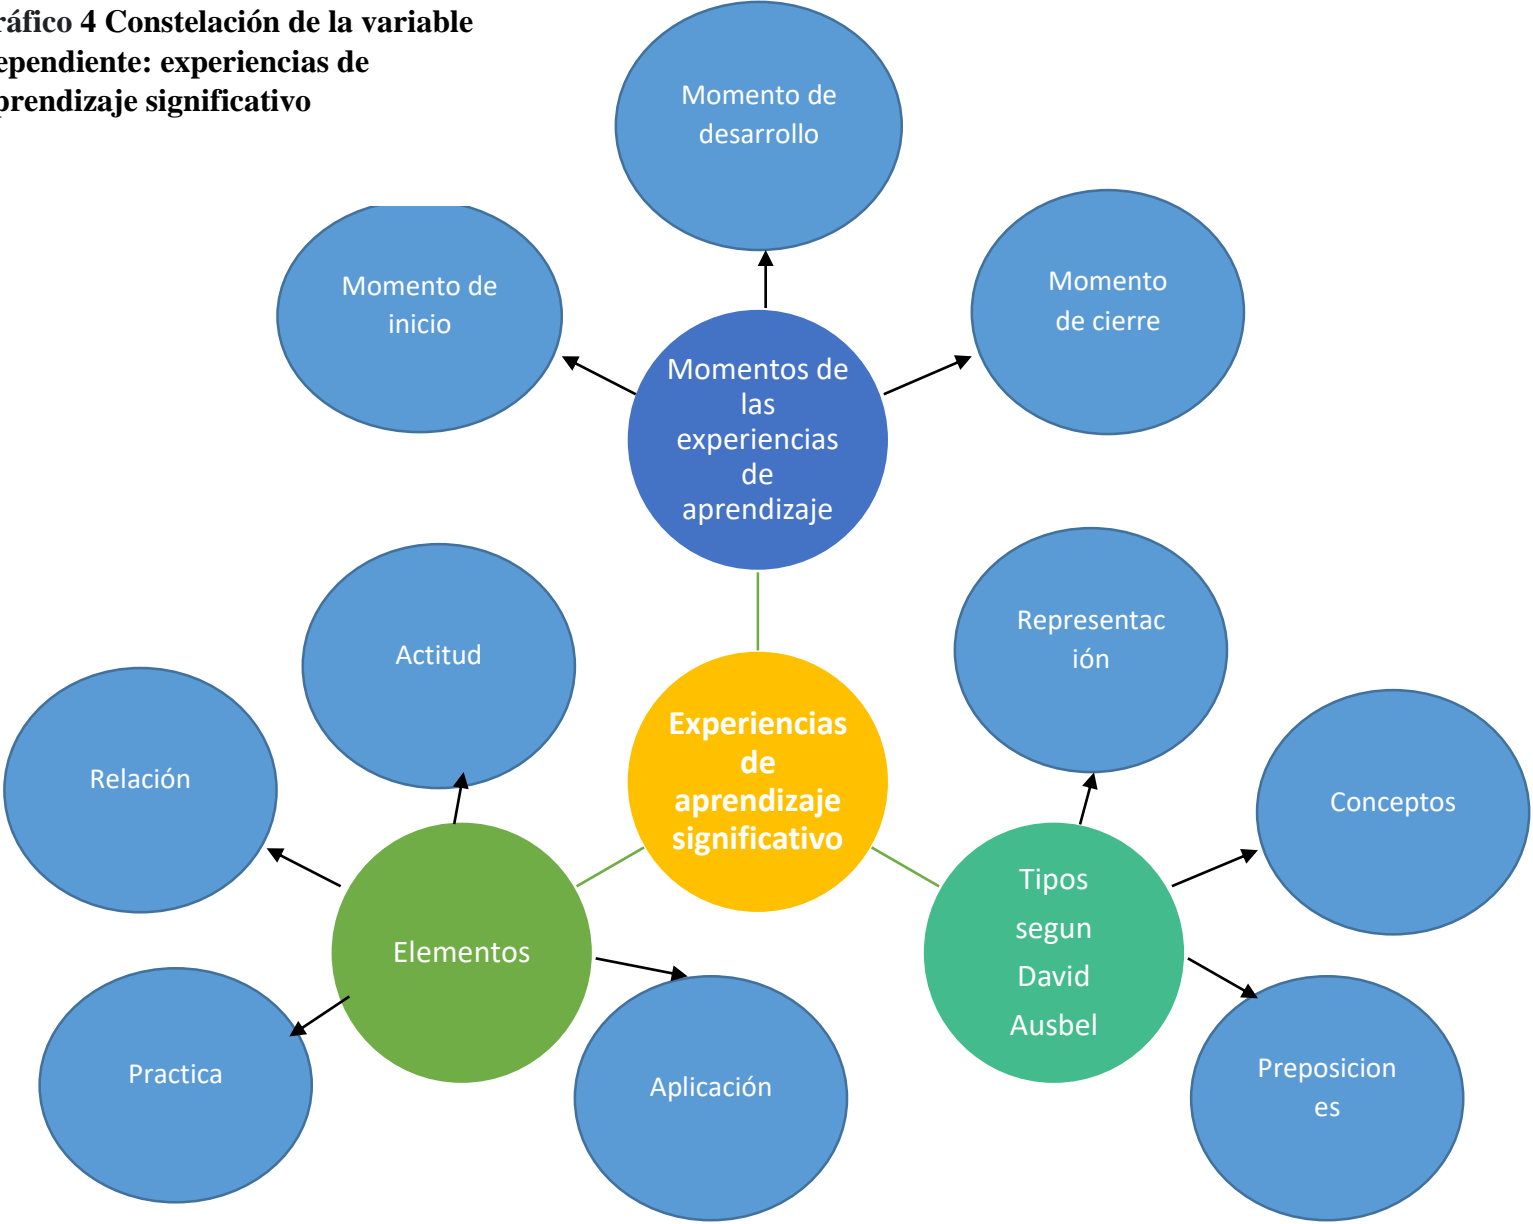 ráfico 4 Constelación de la variable
ependiente: experiencias de
prendizaje significativo
Momento de
desarrollo
Momento de
inicio
Momento
de cierre
Momentos de
las
experiencias
de
aprendizaje
Actitud
Representac
ión
Relación
Experiencias
de
aprendizaje
significativo
Conceptos
Elementos
Tipos
segun
David
Ausbel
Practica
Aplicación
Preposicion
es